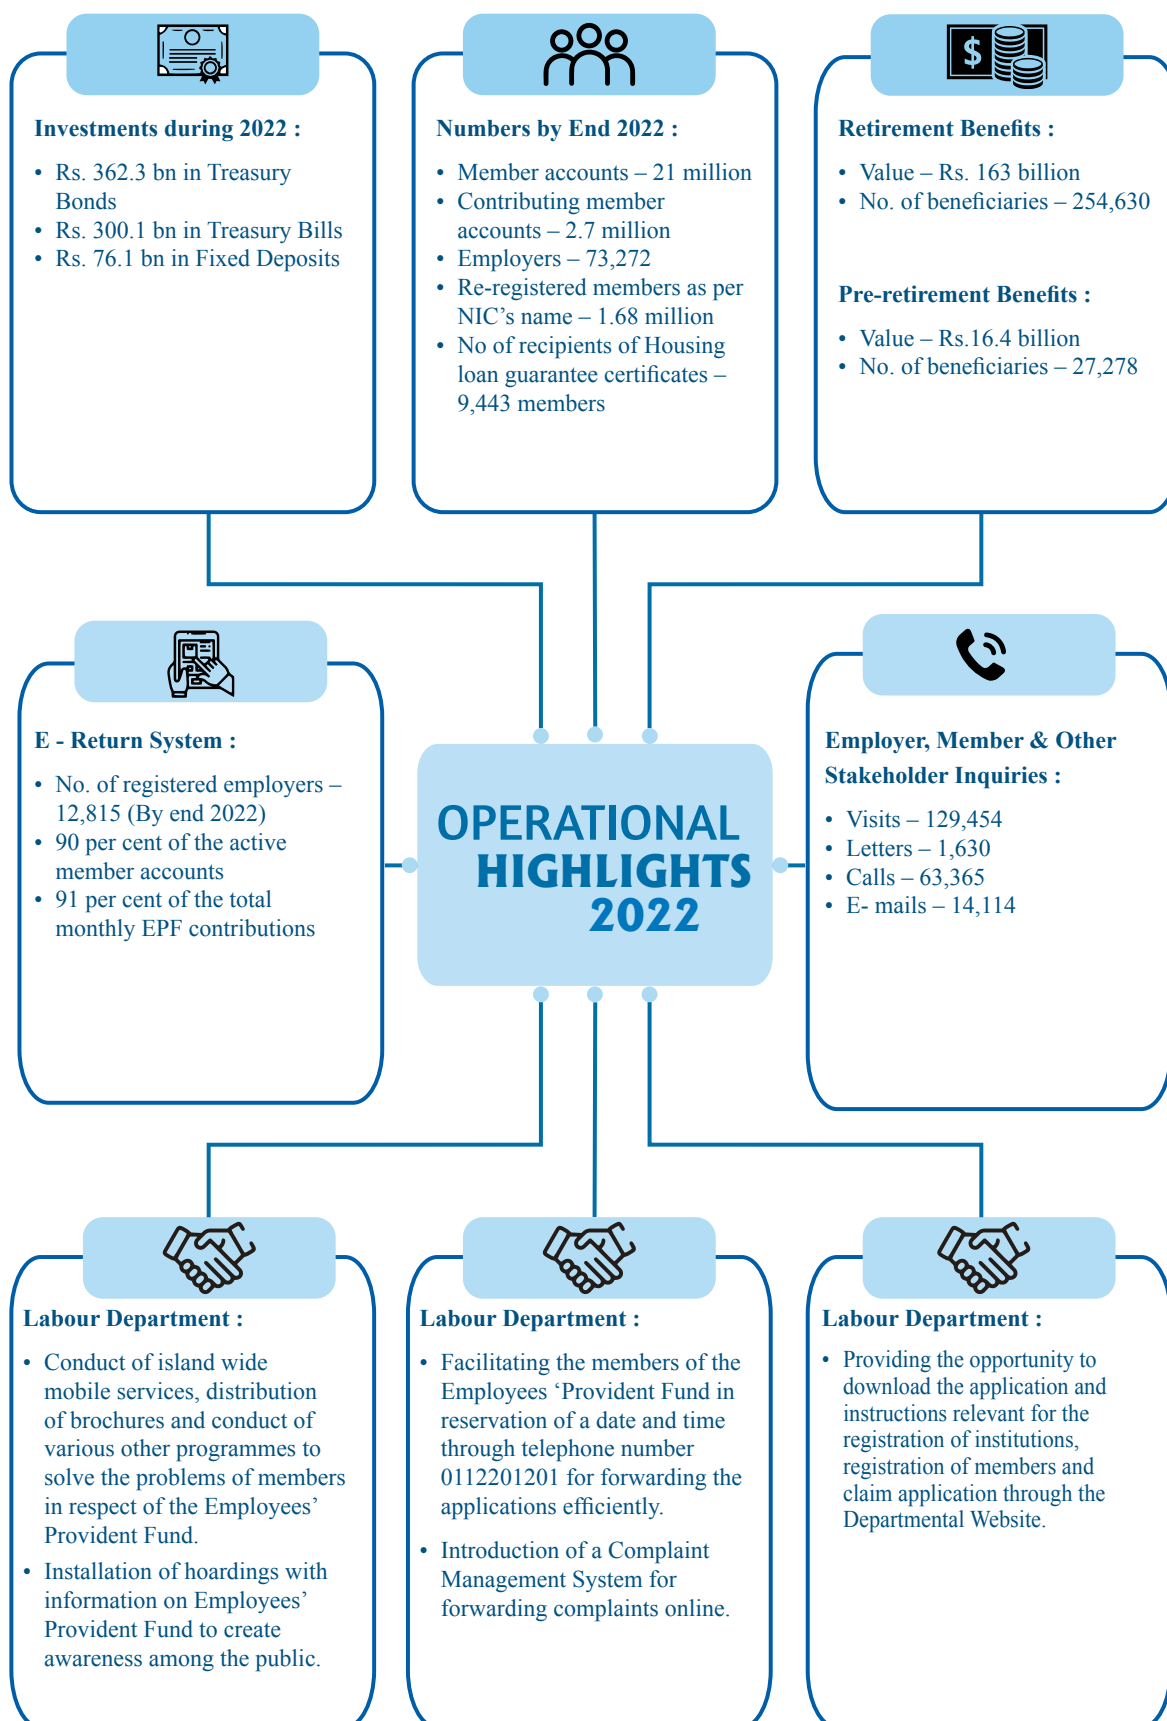 $
Investments during 2022 :
• Rs. 362.3 bn in Treasury
Bonds
• Rs. 300.1 bn in Treasury Bills
• Rs. 76.1 bn in Fixed Deposits
Numbers by End 2022 :
• Member accounts – 21 million
• Contributing member
accounts – 2.7 million
• Employers – 73,272
• Re-registered members as per
NIC’s name – 1.68 million
• No of recipients of Housing
loan guarantee certificates –
9,443 members
Retirement Benefits :
• Value – Rs. 163 billion
• No. of beneficiaries – 254,630
Pre-retirement Benefits :
• Value – Rs.16.4 billion
• No. of beneficiaries – 27,278
E - Return System :
• No. of registered employers –
12,815 (By end 2022)
• 90 per cent of the active
member accounts
• 91 per cent of the total
monthly EPF contributions
OPERATIONAL
HIGHLIGHTS
2022
Employer, Member & Other
Stakeholder Inquiries :
• Visits – 129,454
• Letters – 1,630
• Calls – 63,365
• E- mails – 14,114
Labour Department :
• Conduct of island wide
mobile services, distribution
of brochures and conduct of
various other programmes to
solve the problems of members
in respect of the Employees’
Provident Fund.
• Installation of hoardings with
information on Employees’
Provident Fund to create
awareness among the public.
Labour Department :
• Facilitating the members of the
Employees ‘Provident Fund in
reservation of a date and time
through telephone number
0112201201 for forwarding the
applications efficiently.
• Introduction of a Complaint
Management System for
forwarding complaints online.
Labour Department :
• Providing the opportunity to
download the application and
instructions relevant for the
registration of institutions,
registration of members and
claim application through the
Departmental Website.